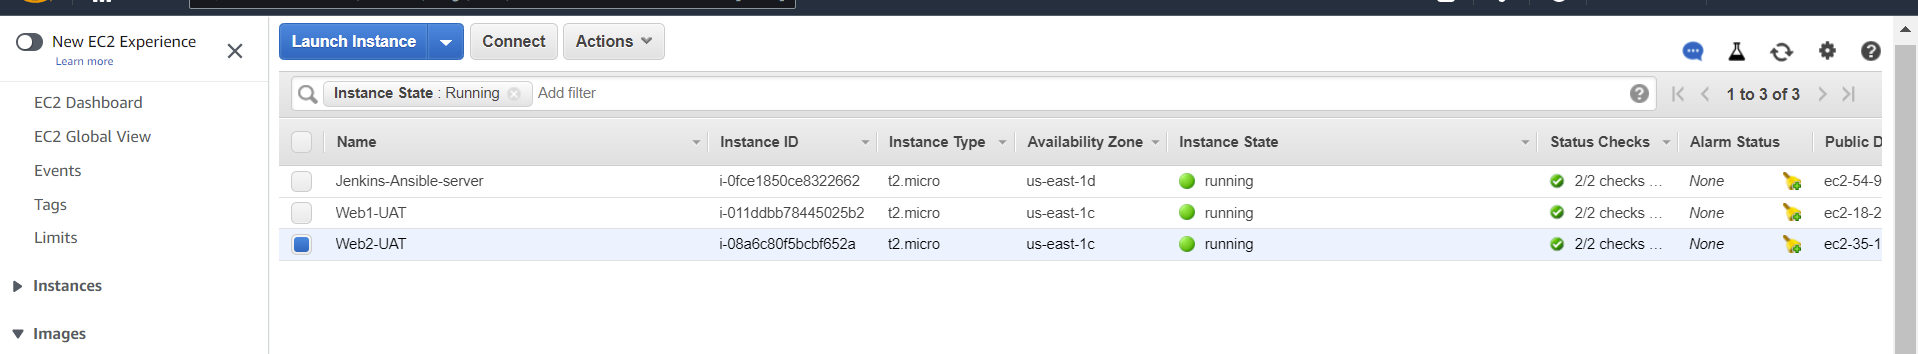 New EC2 Experience
Learn more
EC2 Dashboard
EC2 Global View
Events
Tags
Limits
Instances
Images
Launch Instance Connect Actions
Instance State : Running Add filter 1 to 3 of 3
Name Instance ID Instance Type Availability Zone Instance State Status Checks Alarm Status Public D
Jenkins-Ansible-server i-0fce1850ce8322662 t2.micro us-east-1d running 2/2 checks ... None ec2-54-9
Web1-UAT i-011ddbb78445025b2 t2.micro us-east-1c running 2/2 checks ... None ec2-18-2
Web2-UAT i-08a6c80f5bcbf652a t2.micro us-east-1c running 2/2 checks ... None ec2-35-1